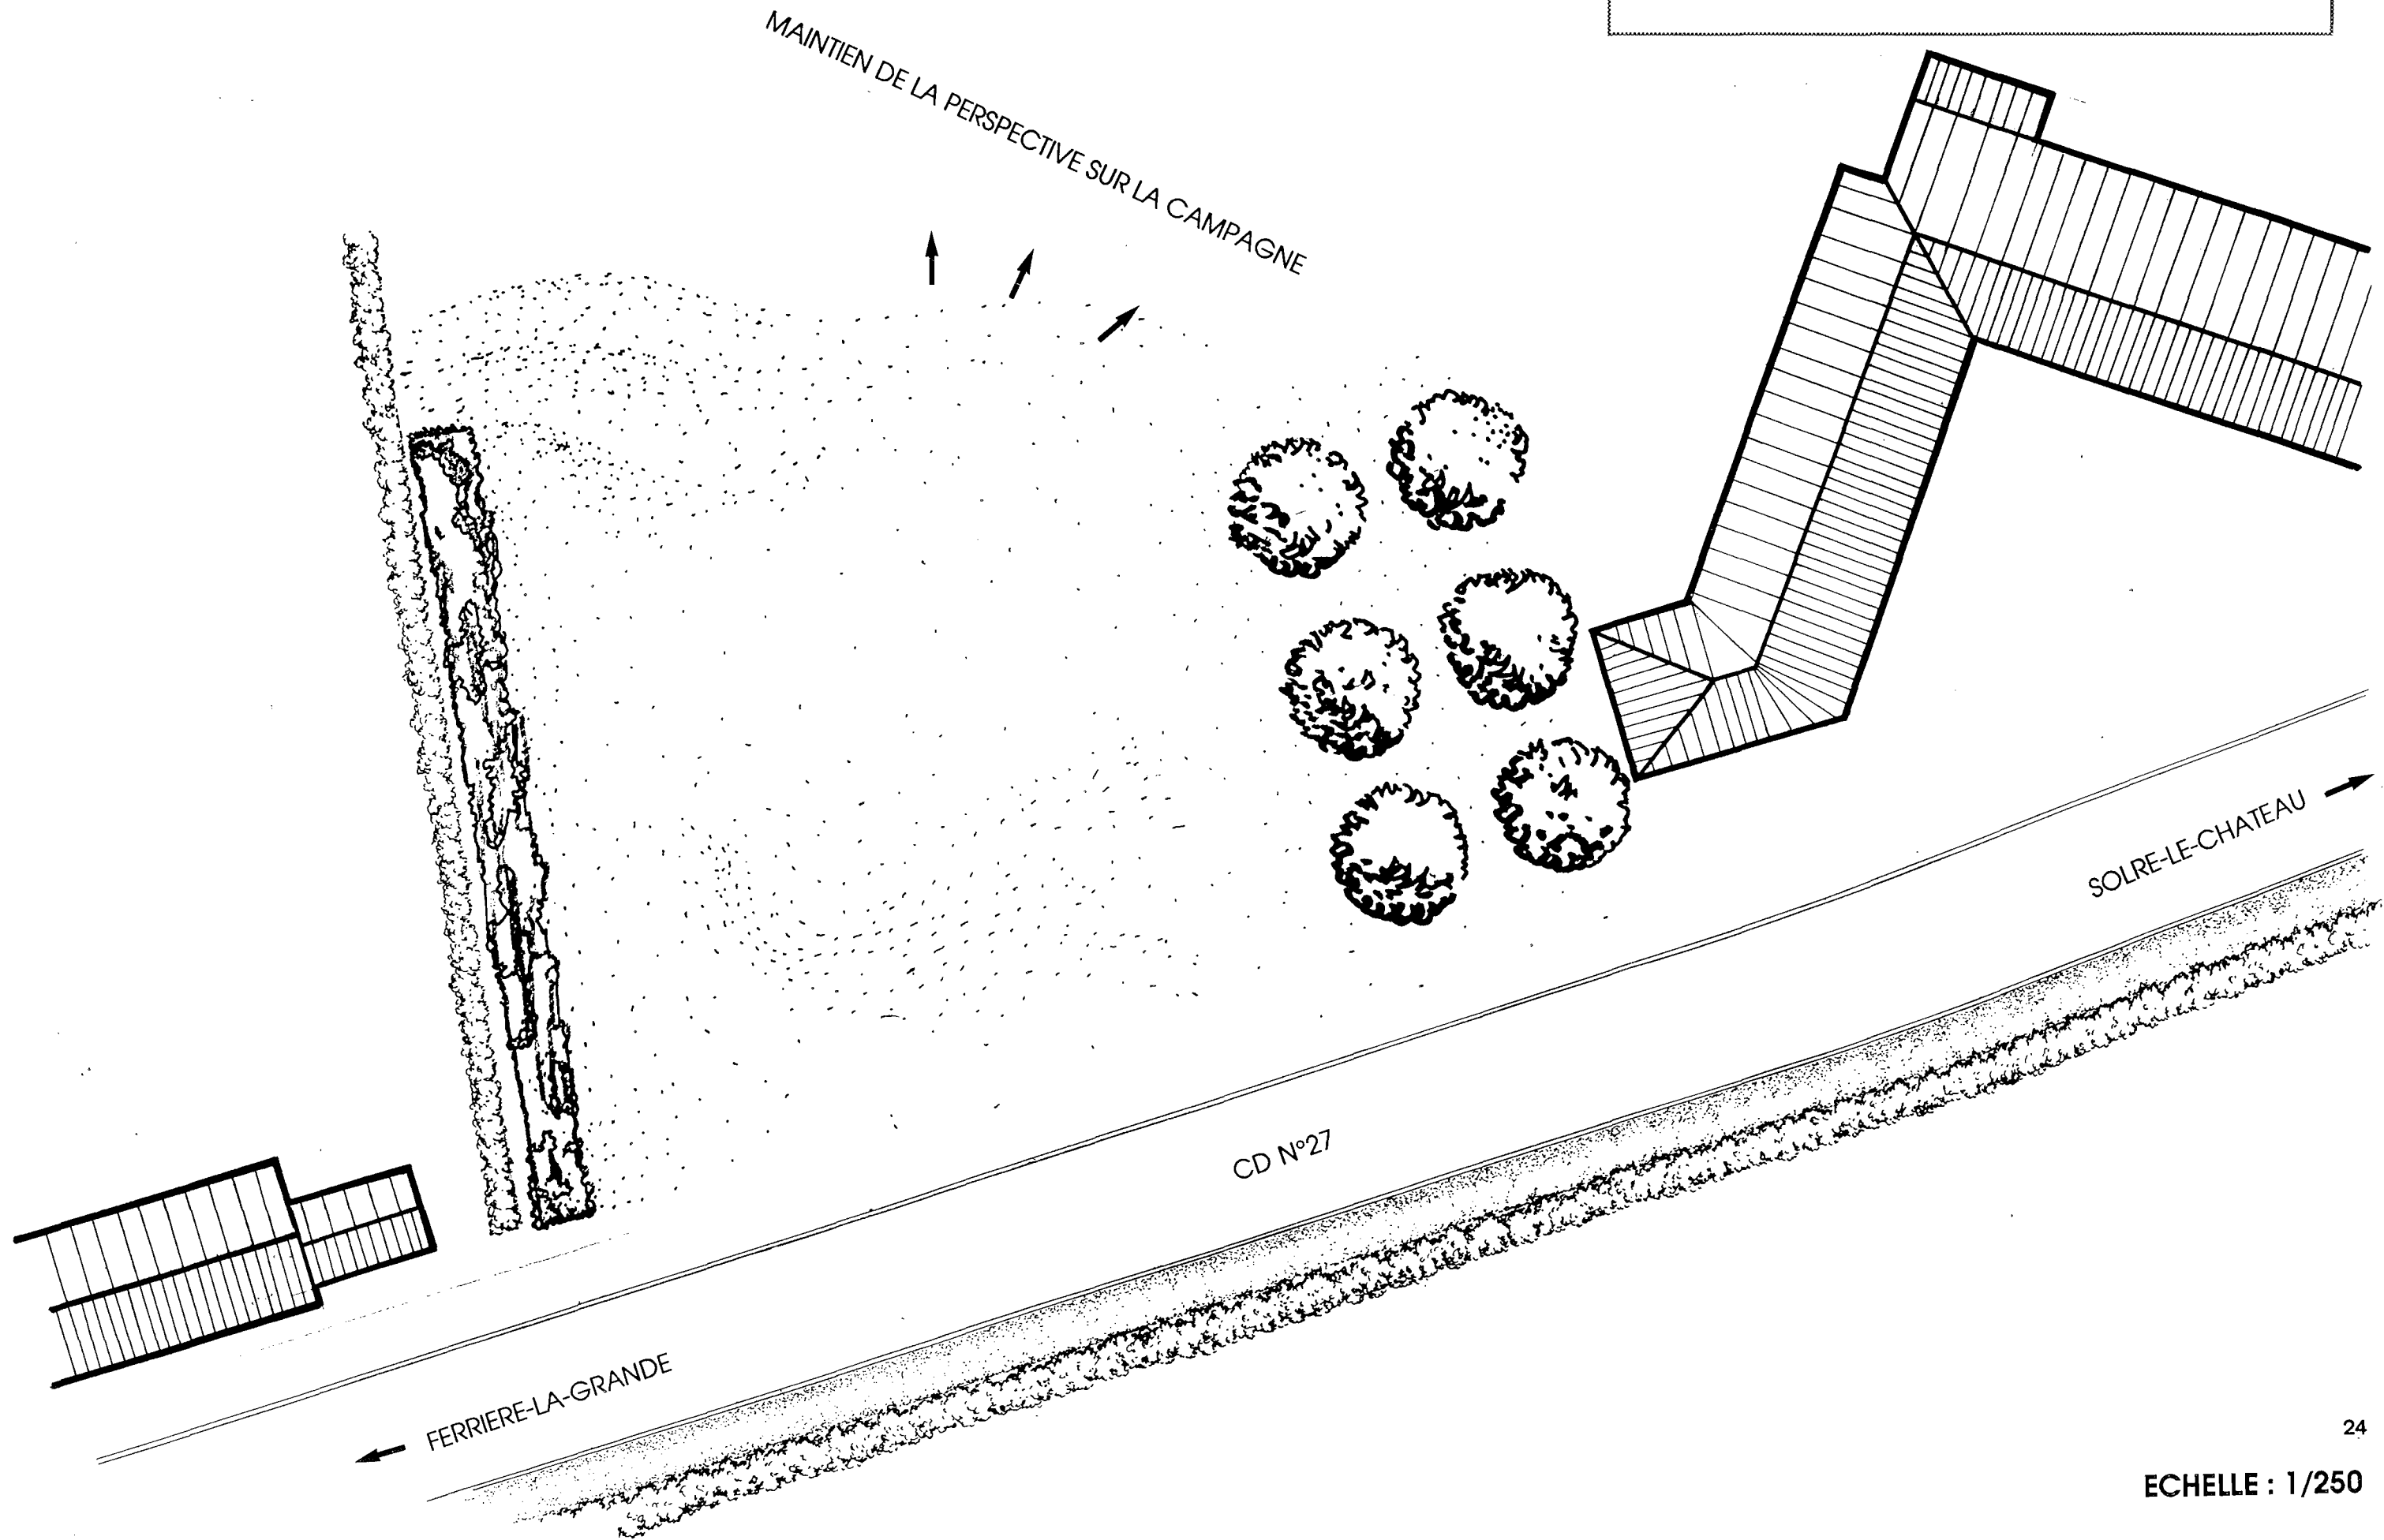 MAINTIEN DE LA PERSPECTIVE SUR LA CAMPAGNE
SOLRE-LE-CHATEAU
CD N°27
FERRIERE-LA-GRANDE
24
ECHELLE : 1/250